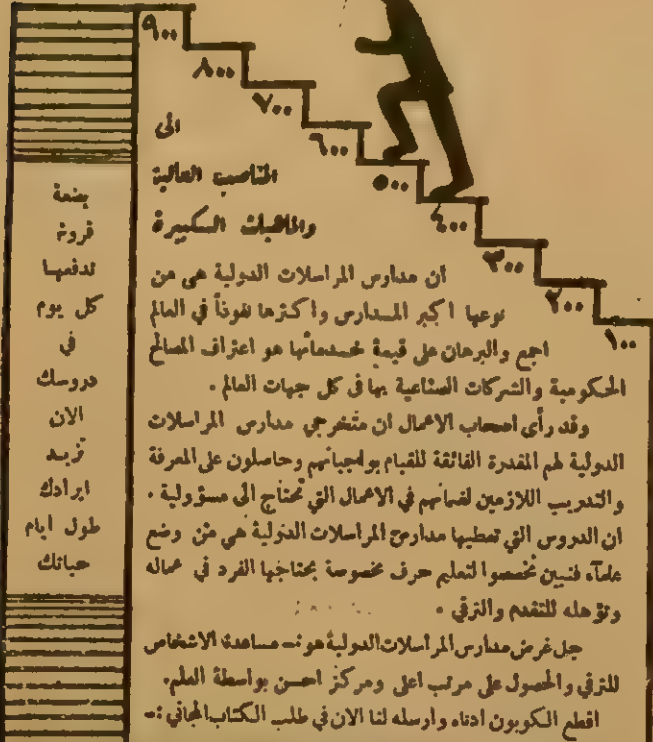 ٩٠٠
٨٠٠
٧٠٠
٦٠٠
٥٠٠
٤٠٠
٣٠٠
٢٠٠
١٠٠
الى
المناصب العالية
والماهيات الكبيرة
ان مدارس المراسلات الدولية هي من
نوعها اكبر المدارس واكثرها نفوذاً في العالم
اجمع والبرهان على قيمة خدماتها هو اعتراف المصالح
الحكومية والشركات الصناعية بها في كل جهات العالم .
وقد رأى اصحاب الاعمال ان متخرجي مدارس المراسلات
الدولية لهم المقدرة الفائقة للقيام بواجباتهم وحاصلون على المعرفة
والتدريب اللازمين لضمانهم في الاعمال التي تحتاج الى مسؤولية .
ان الدروس التي تعطيها مدارس المراسلات الدولية هي من وضع
علمآء فنيين تخصصوا لتعليم حرف مخصوصة يحتاجها الفرد في عماله
وتؤهله للتقدم والترقي .
جل غرض مدارس المراسلات الدولية هو :- مساعدة الاشخاص
للترقي والحصول على مرتب اعلى ومركز احسن بواسطة العلم.
اقطع الكوبون ادناه وارسله لنا الان في طلب الكتاب المجاني :-
بضعة
قروش
تدفعها
كل يوم
في
دروسك
الان
تزيد
ايرادك
طول ايام
حياتك